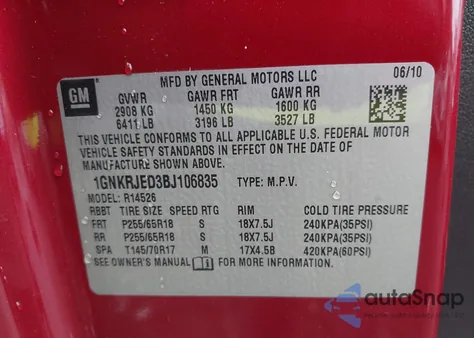 GM
MFD BY GENERAL MOTORS LLC 06/10
GVWR GAWR FRT GAWR RR
2908 KG 1450 KG 1600 KG
6411 LB 3196 LB 3527 LB
THIS VEHICLE CONFORMS TO ALL APPLICABLE U.S. FEDERAL MOTOR
VEHICLE SAFETY STANDARDS IN EFFECT ON THE DATE OF
MANUFACTURE SHOWN ABOVE.
1GNKRJED3BJ106835 TYPE: M.P.V.
MODEL: R14526
RBBT TIRE SIZE SPEED RTG RIM COLD TIRE PRESSURE
FRT P255/65R18 S 18X7.5J 240KPA(35PSI)
RR P255/65R18 S 18X7.5J 240KPA(35PSI)
SPA T145/70R17 M 17X4.5B 420KPA(60PSI)
SEE OWNER'S MANUAL FOR MORE INFORMATION
autoSnap